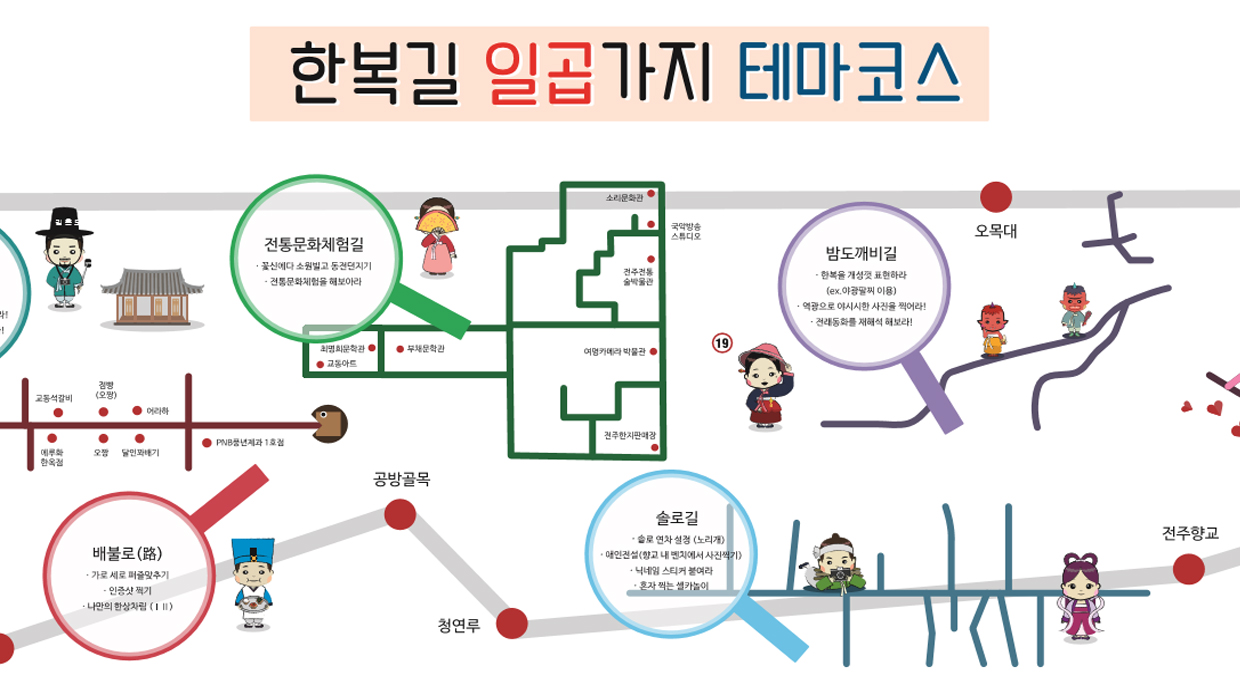 한복길 일곱가지 테마코스
소리문화관
국악방송
스튜디오
오목대
전통문화체험길
· 꽃신에다 소원빌고 동전던지기
· 전통문화체험을 해보아라
밤도깨비길
· 한복을 개성껏 표현하라
(ex.야광팔찌 이용)
· 역광으로 야시시한 사진을 찍어라!
· 전래동화를 재해석 해보라!
전주전통
술박물관
라!
!
최명희문학관
부채문학관
교동아트
여명카메라 박물관
19
교동석갈비
점빵
(오짱)
어라하
에루화
한옥점
오짱
달인꽈배기
PNB풍년제과 1호점
전주한지판매장
공방골목
배불로(路)
· 가로 세로 퍼즐맞추기
· 인증샷 찍기
· 나만의 한상차림 (ⅠⅡ)
청연루
솔로길
· 솔로 연차 설정 (노리개)
· 애인전설(향교 내 벤치에서 사진찍기)
· 닉네임 스티커 붙여라
· 혼자 찍는 셀카놀이
전주향교